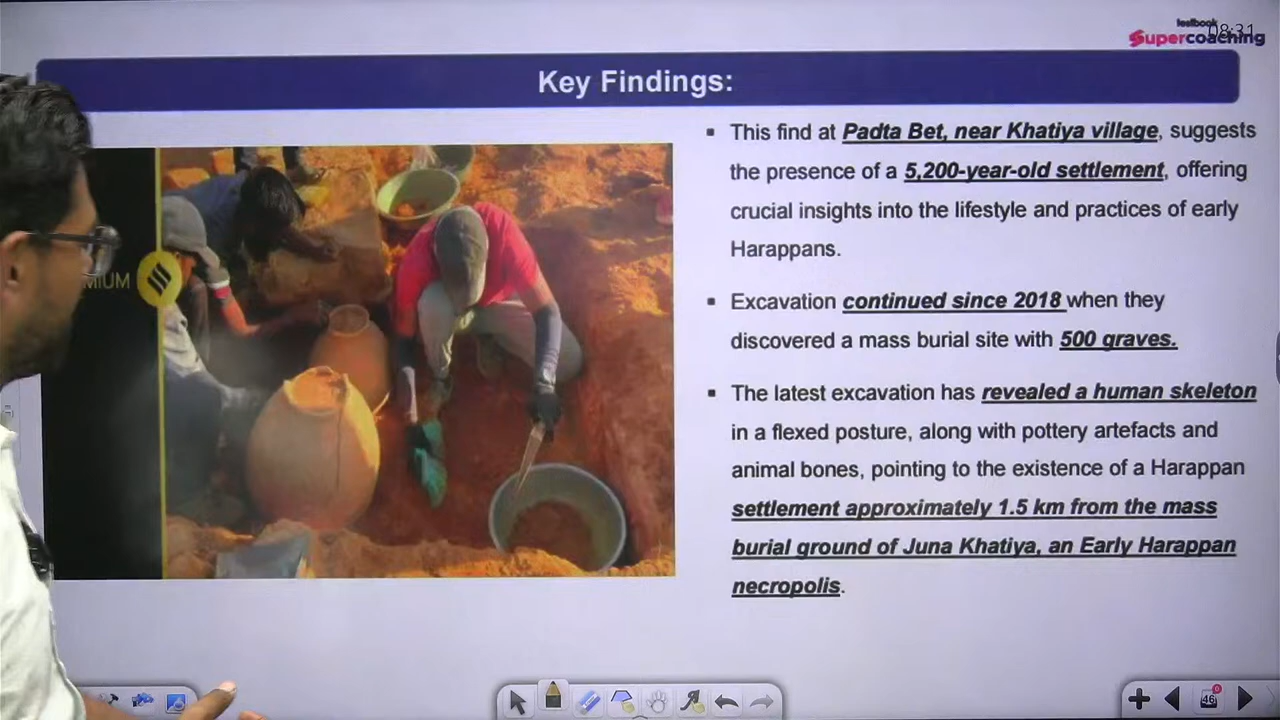 testbook
Supercoaching
08:31
Key Findings:
MIUM
▪ This find at Padta Bet, near Khatiya village, suggests
the presence of a 5,200-year-old settlement, offering
crucial insights into the lifestyle and practices of early
Harappans.
▪ Excavation continued since 2018 when they
discovered a mass burial site with 500 graves.
▪ The latest excavation has revealed a human skeleton
in a flexed posture, along with pottery artefacts and
animal bones, pointing to the existence of a Harappan
settlement approximately 1.5 km from the mass
burial ground of Juna Khatiya, an Early Harappan
necropolis.
46